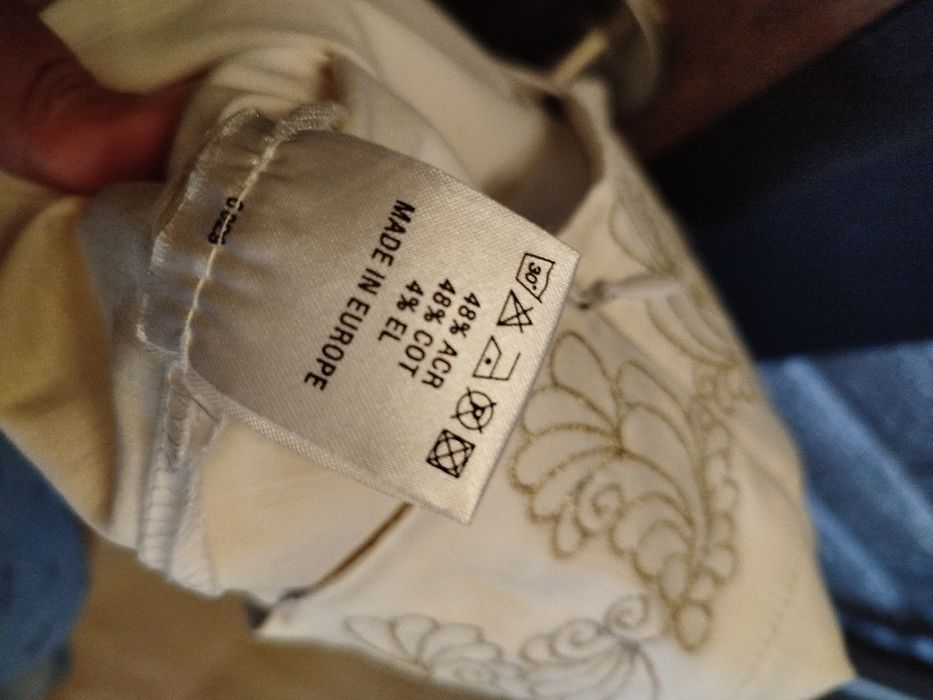 30°
48% ACR
48% COT
4% EL
MADE IN EUROPE